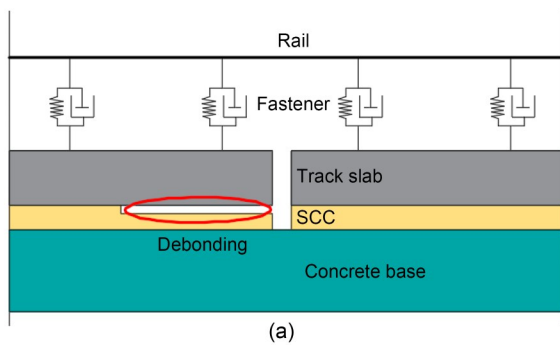 Rail
Fastener
Track slab
SCC
Debonding
Concrete base
(a)